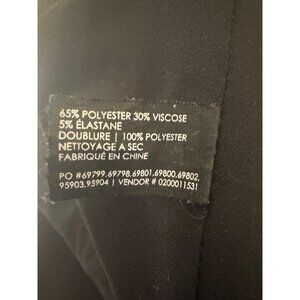 65% POLYESTER 30% VISCOSE
5% ÉLASTANE
DOUBLURE | 100% POLYESTER
NETTOYAGE A SEC
FABRIQUÉ EN CHINE
PO #69799,69798,69801,69800,69802,
95903,95904 | VENDOR # 020001531